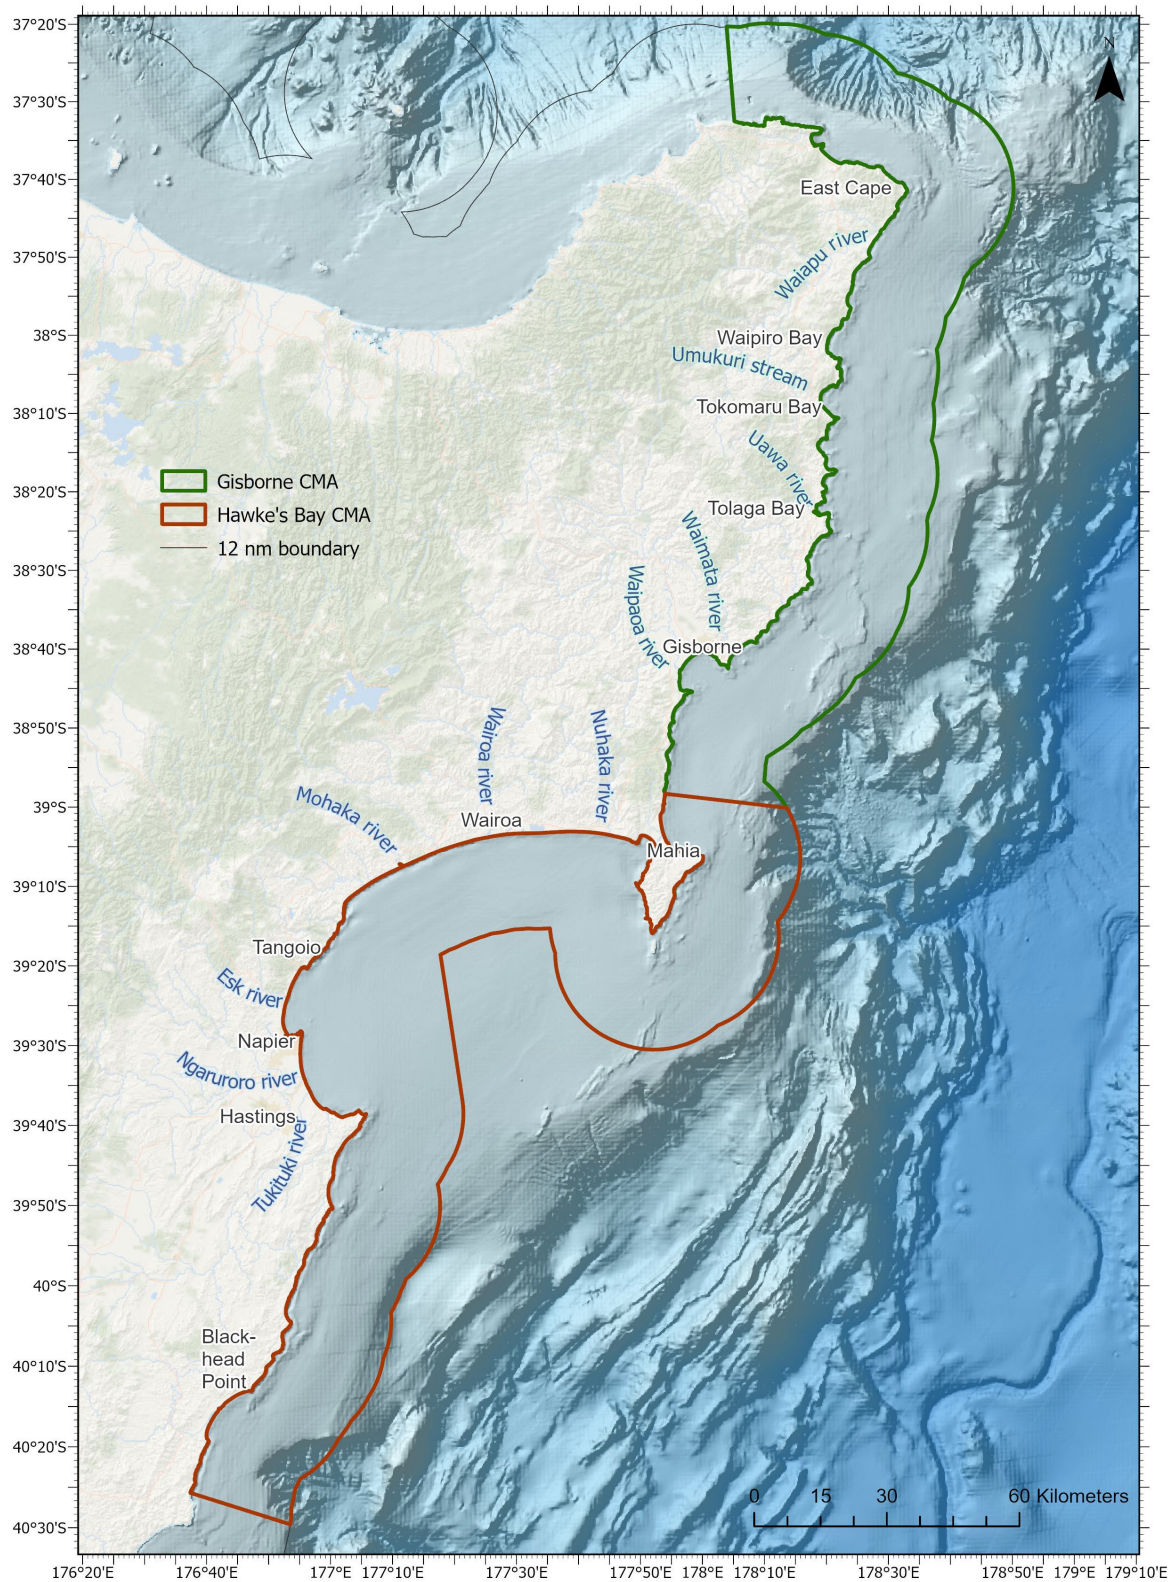 37°20'S
37°30'S
37°40'S
37°50'S
38°S
38°10'S
38°20'S
38°30'S
38°40'S
38°50'S
39°S
39°10'S
39°20'S
39°30'S
39°40'S
39°50'S
40°S
40°10'S
40°20'S
40°30'S
N
East Cape
Waiapu river
Waipiro Bay
Umukuri stream
Tokomaru Bay
Uawa river
Gisborne CMA
Hawke's Bay CMA
12 nm boundary
Tolaga Bay
Waimata river
Waipaoa river
Gisborne
Wairoa river
Nuhaka river
Mohaka river
Wairoa
Mahia
Tangoio
Esk river
Napier
Ngaruroro river
Hastings
Tukituki river
Black-
head
Point
0 15 30 60 Kilometers
176°20'E 176°40'E 177°E 177°10'E 177°30'E 177°50'E 178°E 178°10'E 178°30'E 178°50'E 179°E 179°10'E